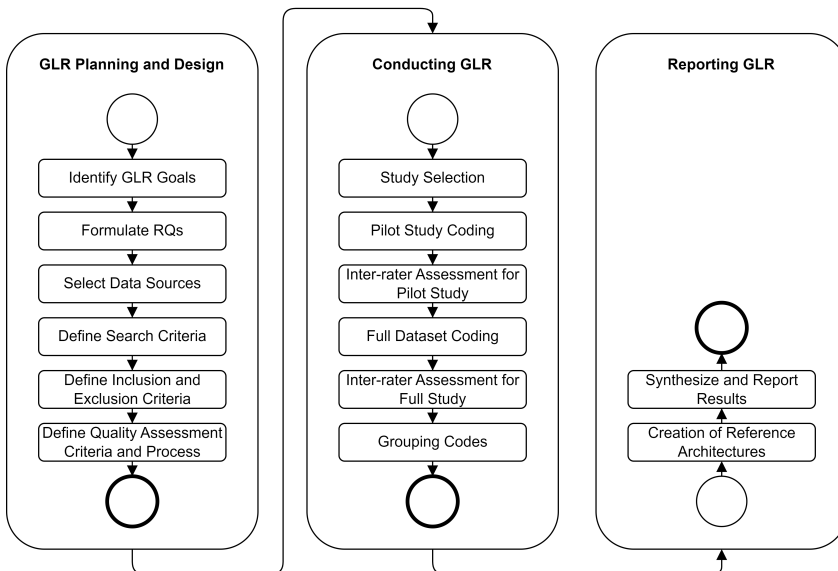 GLR Planning and Design
Identify GLR Goals
Formulate RQs
Select Data Sources
Define Search Criteria
Define Inclusion and
Exclusion Criteria
Define Quality Assessment
Criteria and Process
Conducting GLR
Study Selection
Pilot Study Coding
Inter-rater Assessment for
Pilot Study
Full Dataset Coding
Inter-rater Assessment for
Full Study
Grouping Codes
Reporting GLR
Synthesize and Report
Results
Creation of Reference
Architectures